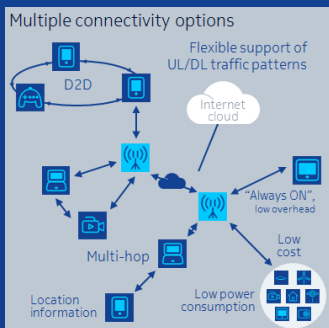 Multiple connectivity options
Flexible support of
UL/DL traffic patterns
D2D
Internet
cloud
"Always ON",
low overhead
Multi-hop
Low
cost
Location
information
Low power
consumption